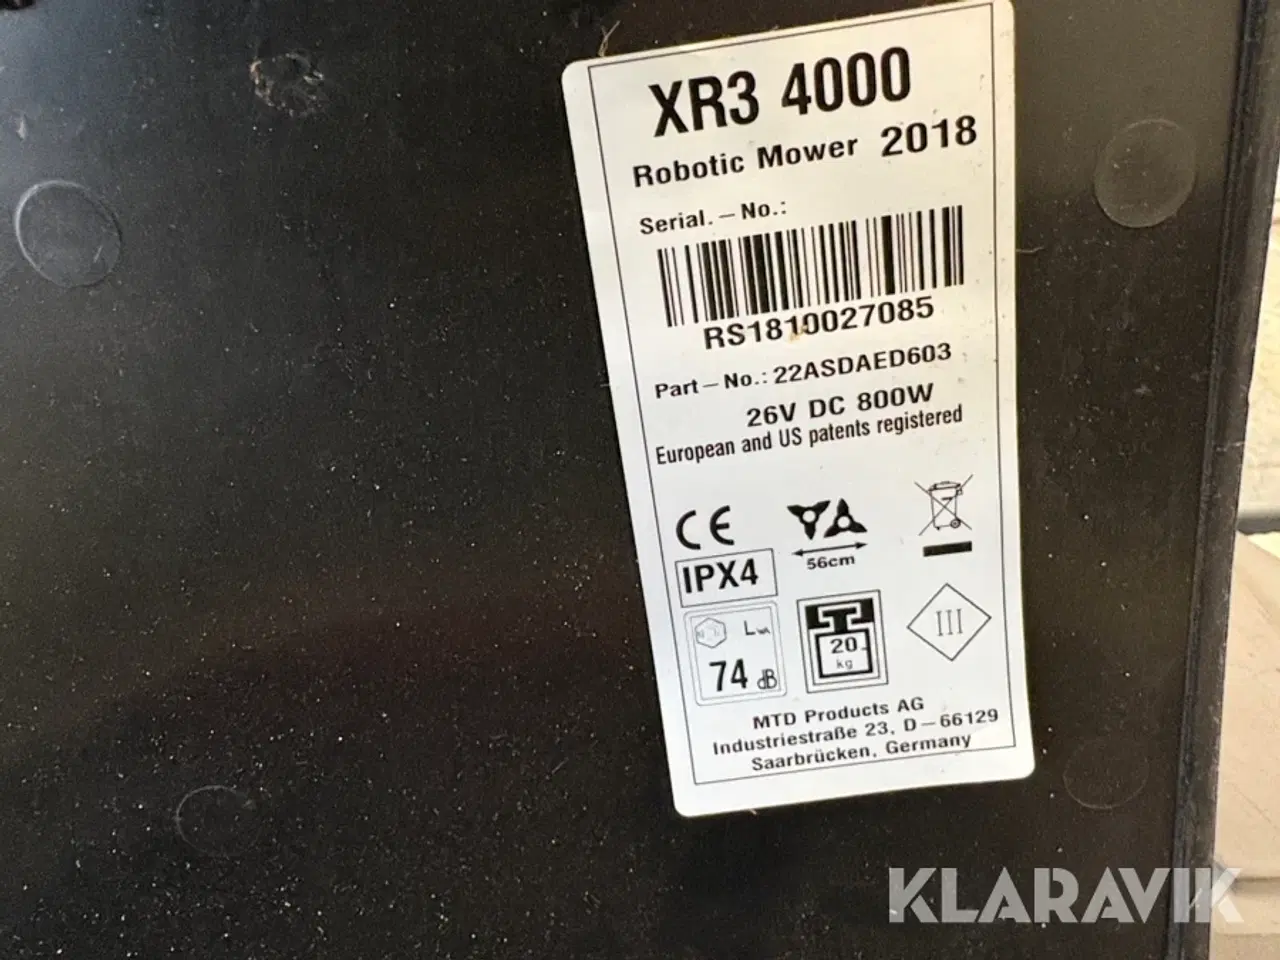 XR3 4000
Robotic Mower 2018
Serial.-No.:
RS1810027085
Part-No.: 22ASDAED603
26V DC 800W
European and US patents registered
CE
56cm
IPX4
LWA
74 dB
20
kg
III
MTD Products AG
Industriestraße 23, D-66129
Saarbrücken, Germany
KLARAVIK